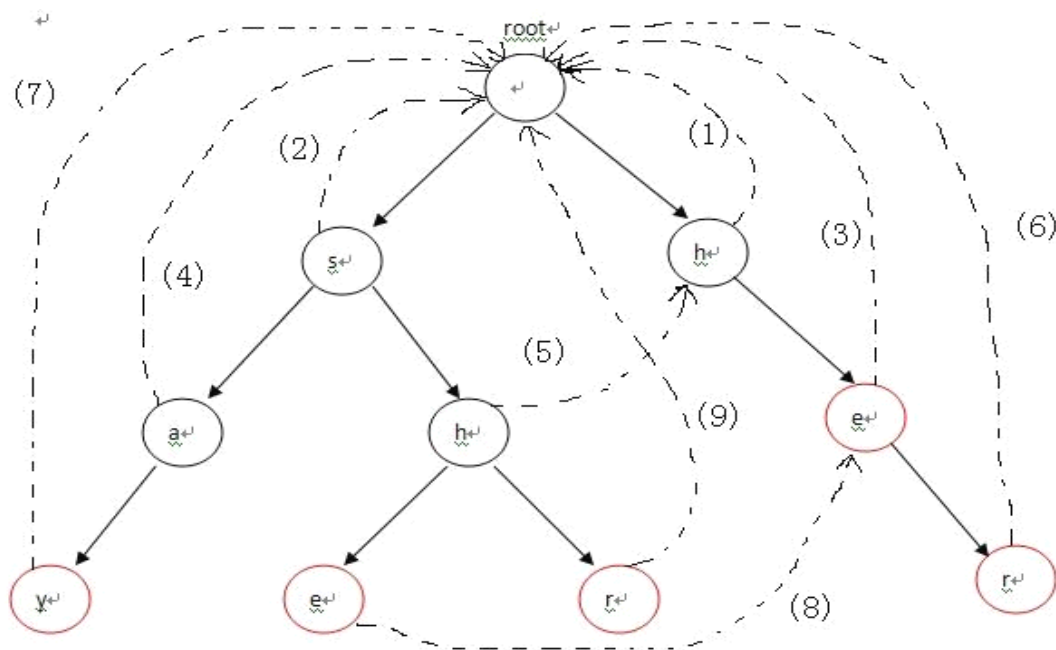 ↵
root↵
↵
(7)
(2)
(1)
(3)
(6)
s↵
h↵
(4)
(5)
(9)
a↵
h↵
e↵
y↵
e↵
r↵
r↵
(8)